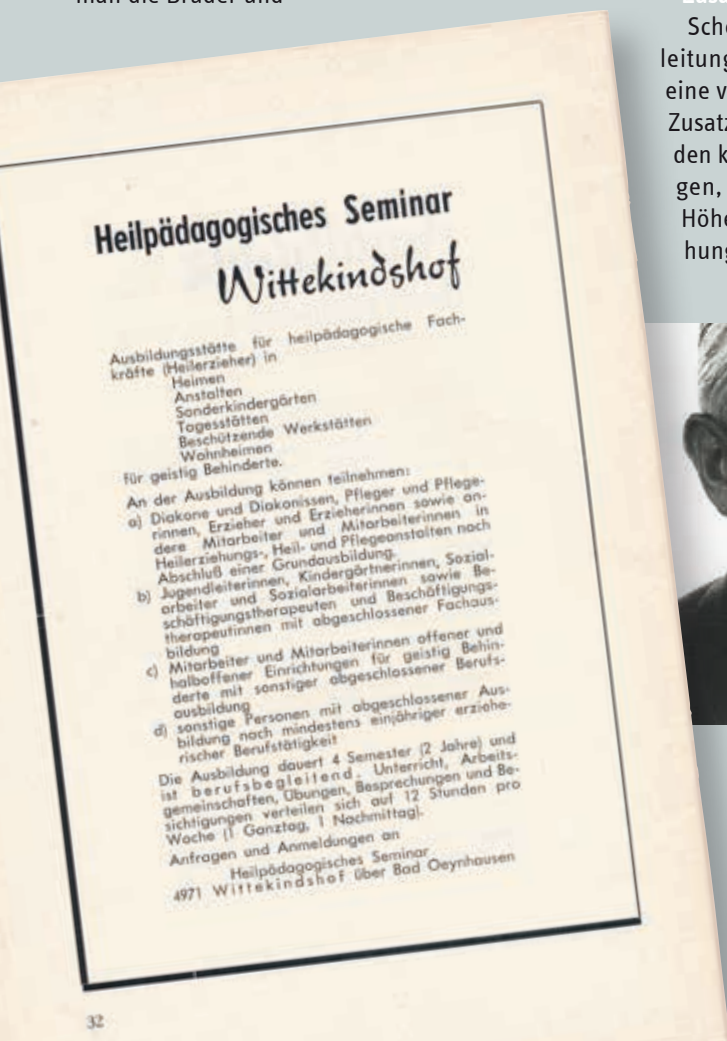 man die Brüder und
Heilpädagogisches Seminar
Wittekindshof
Ausbildungsstätte für heilpädagogische Fach-
kräfte (Heilerzieher) in
Heimen
Anstalten
Sonderkindergärten
Tagesstätten
Beschützende Werkstätten
Wohnheimen
für geistig Behinderte.
An der Ausbildung können teilnehmen:
a) Diakone und Diakonissen, Pfleger und Pflege-
rinnen, Erzieher und Erzieherinnen sowie an-
dere Mitarbeiter und Mitarbeiterinnen in
Heilerziehungs-, Heil- und Pflegeanstalten nach
Abschluß einer Grundausbildung.
b) Jugendleiterinnen, Kindergärtnerinnen, Sozial-
arbeiter und Sozialarbeiterinnen sowie Be-
schäftigungstherapeuten und Beschäftigungs-
therapeutinnen mit abgeschlossener Fachaus-
bildung
c) Mitarbeiter und Mitarbeiterinnen offener und
halboffener Einrichtungen für geistig Behin-
derte mit sonstiger abgeschlossener Berufs-
ausbildung
d) sonstige Personen mit abgeschlossener Aus-
bildung nach mindestens einjähriger erziehe-
rischer Berufstätigkeit
Die Ausbildung dauert 4 Semester (2 Jahre) und
ist berufsbegleitend. Unterricht, Arbeits-
gemeinschaften, Übungen, Besprechungen und Be-
sichtigungen verteilen sich auf 12 Stunden pro
Woche (1 Ganztag, 1 Nachmittag).
Anfragen und Anmeldungen an
Heilpädagogisches Seminar
4971 Wittekindshof über Bad Oeynhausen
32
Sche
leitung
eine v
Zusatz
den k
gen,
Höhe
hung